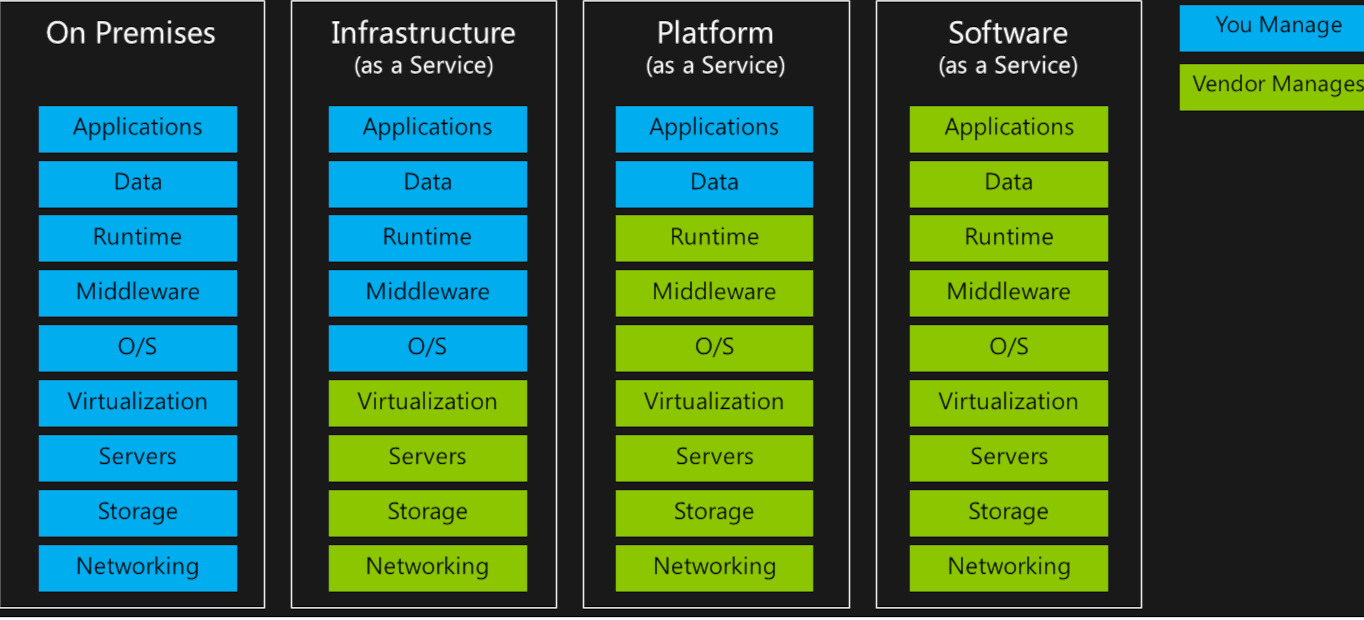 On Premises
Applications
Data
Runtime
Middleware
O/S
Virtualization
Servers
Storage
Networking
Infrastructure
(as a Service)
Applications
Data
Runtime
Middleware
O/S
Virtualization
Servers
Storage
Networking
Platform
(as a Service)
Applications
Data
Runtime
Middleware
O/S
Virtualization
Servers
Storage
Networking
Software
(as a Service)
Applications
Data
Runtime
Middleware
O/S
Virtualization
Servers
Storage
Networking
You Manage
Vendor Manages